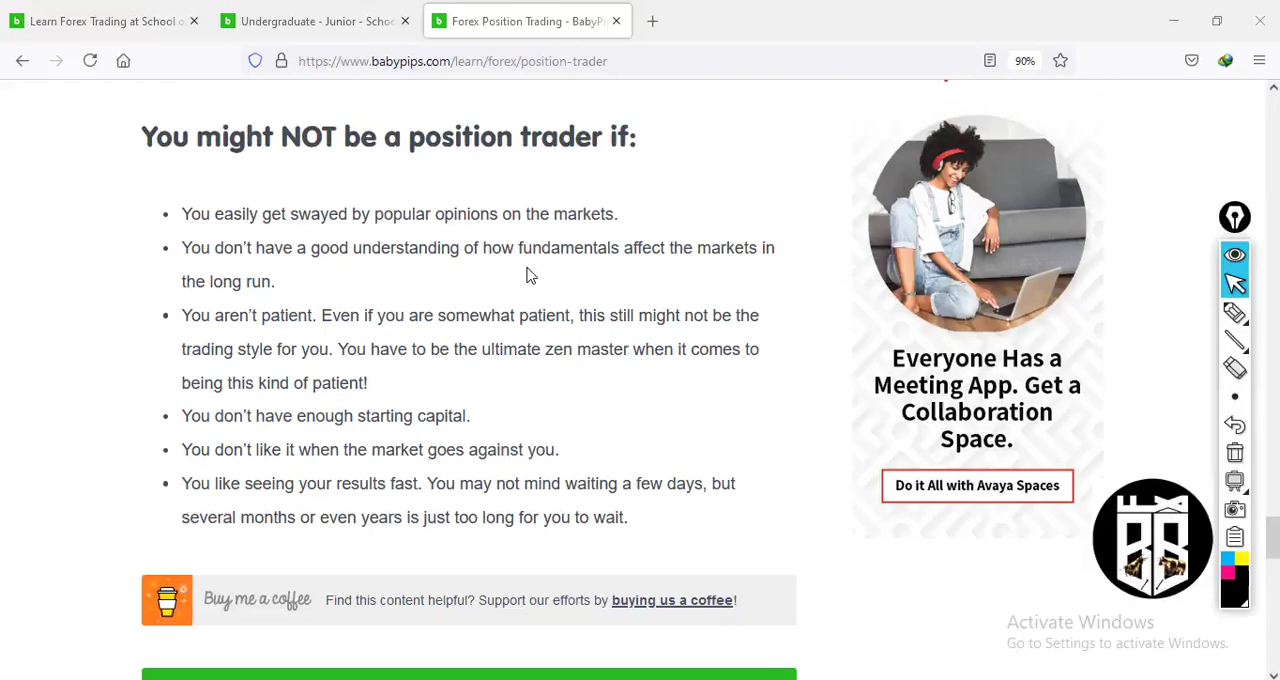 Learn Forex Trading at School o
Undergraduate - Junior - Schoo
Forex Position Trading - BabyPi
https://www.babypips.com/learn/forex/position-trader
90%
You might NOT be a position trader if:
• You easily get swayed by popular opinions on the markets.
• You don’t have a good understanding of how fundamentals affect the markets in
the long run.
• You aren’t patient. Even if you are somewhat patient, this still might not be the
trading style for you. You have to be the ultimate zen master when it comes to
being this kind of patient!
• You don’t have enough starting capital.
• You don’t like it when the market goes against you.
• You like seeing your results fast. You may not mind waiting a few days, but
several months or even years is just too long for you to wait.
Buy me a coffee Find this content helpful? Support our efforts by buying us a coffee!
Everyone Has a
Meeting App. Get a
Collaboration
Space.
Do it All with Avaya Spaces
BB
Activate Windows
Go to Settings to activate Windows.